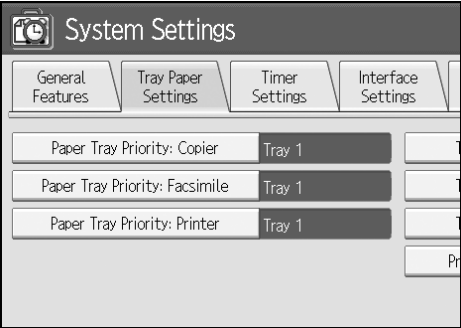 System Settings
General Features
Tray Paper Settings
Timer Settings
Interface Settings
Paper Tray Priority: Copier
Tray 1
Paper Tray Priority: Facsimile
Tray 1
Paper Tray Priority: Printer
Tray 1